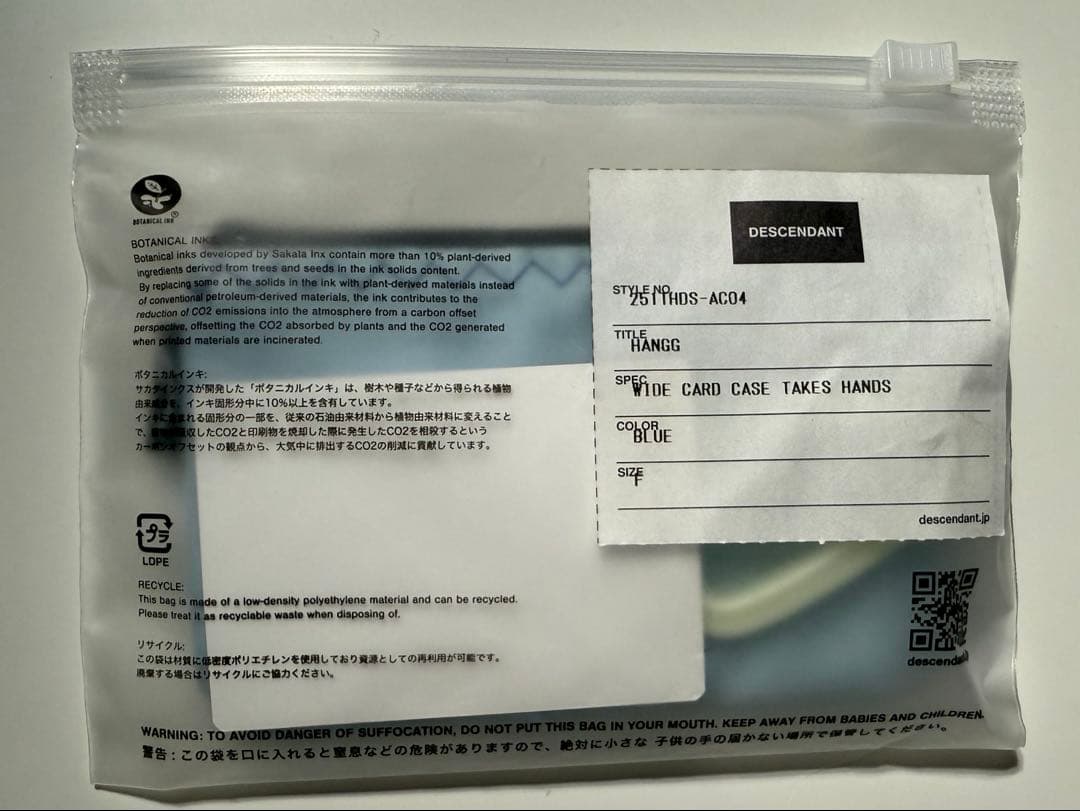 BOTANICAL INK
BOTANICAL INKS:
Botanical inks developed by Sakata Inx contain more than 10% plant-derived
ingredients derived from trees and seeds in the ink solids content.
By replacing some of the solids in the ink with plant-derived materials instead
of conventional petroleum-derived materials, the ink contributes to the
reduction of CO2 emissions into the atmosphere from a carbon offset
perspective, offsetting the CO2 absorbed by plants and the CO2 generated
when printed materials are incinerated.
ボタニカルインキ:
サカタインクスが開発した「ボタニカルインキ」は、樹木や種子などから得られる植物
由来成分を、インキ固形分中に10%以上を含有しています。
インキに含まれる固形分の一部を、従来の石油由来材料から植物由来材料に変えること
で、植物が吸収したCO2と印刷物を焼却した際に発生したCO2を相殺するという
カーボンオフセットの観点から、大気中に排出するCO2の削減に貢献しています。
プラ
LDPE
RECYCLE:
This bag is made of a low-density polyethylene material and can be recycled.
Please treat it as recyclable waste when disposing of.
リサイクル:
この袋は材質に低密度ポリエチレンを使用しており資源としての再利用が可能です。
廃棄する場合はリサイクルにご協力ください。
DESCENDANT
STYLE NO.
251THDS-AC04
TITLE
HANGG
SPEC
WIDE CARD CASE TAKES HANDS
COLOR
BLUE
SIZE
F
descendant.jp
descendant.jp
WARNING: TO AVOID DANGER OF SUFFOCATION, DO NOT PUT THIS BAG IN YOUR MOUTH. KEEP AWAY FROM BABIES AND CHILDREN.
警告：この袋を口に入れると窒息などの危険がありますので、絶対に小さな 子供の手の届かない場所で保管してください。